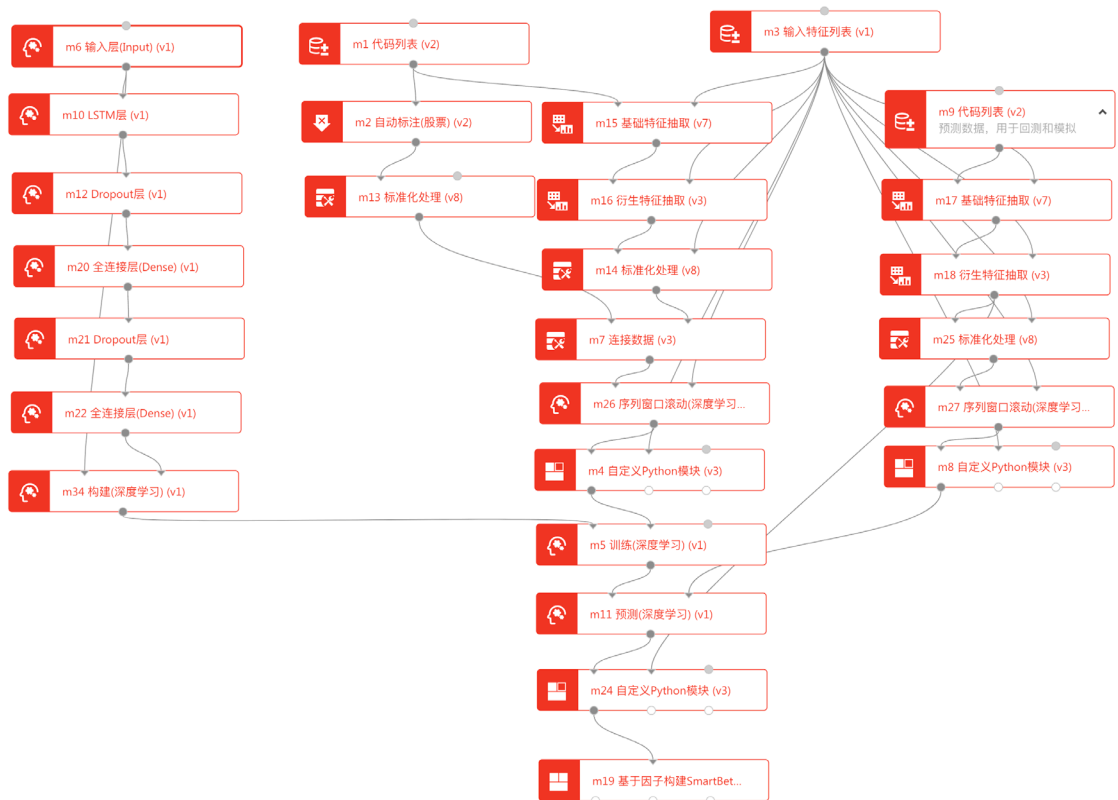 m6 输入层(Input) (v1)
m10 LSTM层 (v1)
m12 Dropout层 (v1)
m20 全连接层(Dense) (v1)
m21 Dropout层 (v1)
m22 全连接层(Dense) (v1)
m34 构建(深度学习) (v1)
m1 代码列表 (v2)
m2 自动标注(股票) (v2)
m13 标准化处理 (v8)
m3 输入特征列表 (v1)
m15 基础特征抽取 (v7)
m16 衍生特征抽取 (v3)
m14 标准化处理 (v8)
m7 连接数据 (v3)
m26 序列窗口滚动(深度学习...
m4 自定义Python模块 (v3)
m5 训练(深度学习) (v1)
m11 预测(深度学习) (v1)
m24 自定义Python模块 (v3)
m19 基于因子构建SmartBet...
m9 代码列表 (v2)
预测数据，用于回测和模拟
m17 基础特征抽取 (v7)
m18 衍生特征抽取 (v3)
m25 标准化处理 (v8)
m27 序列窗口滚动(深度学习...
m8 自定义Python模块 (v3)